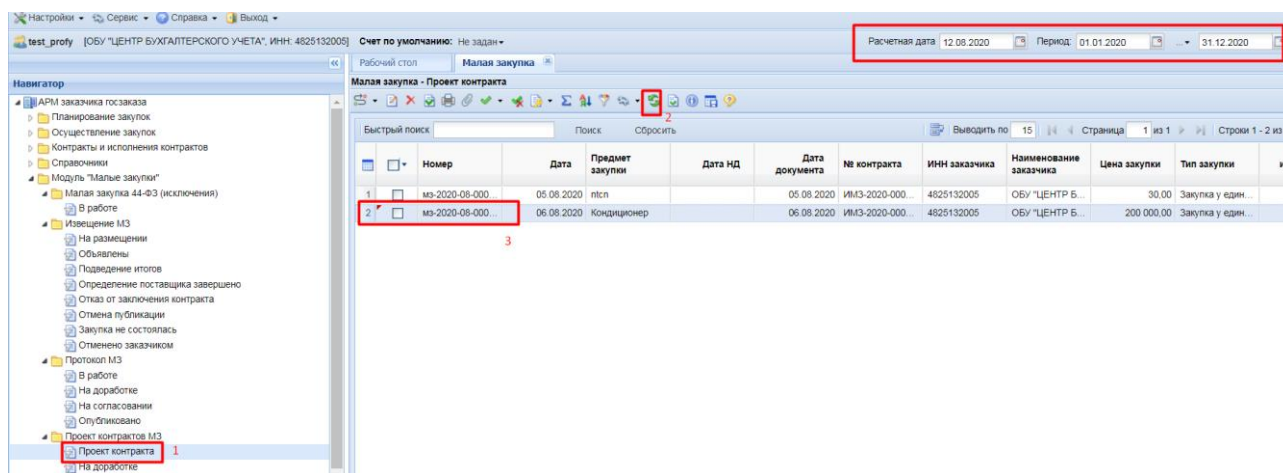 Настройки Сервис Справка Выход
test_profy [ОБУ "ЦЕНТР БУХГАЛТЕРСКОГО УЧЕТА", ИНН: 4825132005] Счет по умолчанию: Не задан Расчетная дата 12.08.2020 Период: 01.01.2020 ... 31.12.2020
Рабочий стол Малая закупка
Навигатор Малая закупка - Проект контракта
АРМ заказчика госзаказа
Планирование закупок
Осуществление закупок
Контракты и исполнения контрактов
Справочники
Модуль "Малые закупки"
Малая закупка 44-ФЗ (исключения)
В работе
Извещение МЗ
На размещении
Объявлены
Подведение итогов
Определение поставщика завершено
Отказ от заключения контракта
Отмена публикации
Закупка не состоялась
Отменено заказчиком
Протокол МЗ
В работе
На доработке
На согласовании
Опубликовано
Проект контрактов МЗ
Проект контракта 1
На доработке
2
Быстрый поиск Поиск Сбросить Выводить по 15 Страница 1 из 1 Строки 1 - 2 из
Номер Дата Предмет закупки Дата НД Дата документа № контракта ИНН заказчика Наименование заказчика Цена закупки Тип закупки
1 мз-2020-08-000... 05.08.2020 ntcn 05.08.2020 ИМЗ-2020-000... 4825132005 ОБУ "ЦЕНТР Б... 30,00 Закупка у един...
2 мз-2020-08-000... 06.08.2020 Кондиционер 06.08.2020 ИМЗ-2020-000... 4825132005 ОБУ "ЦЕНТР Б... 200 000,00 Закупка у един...
3